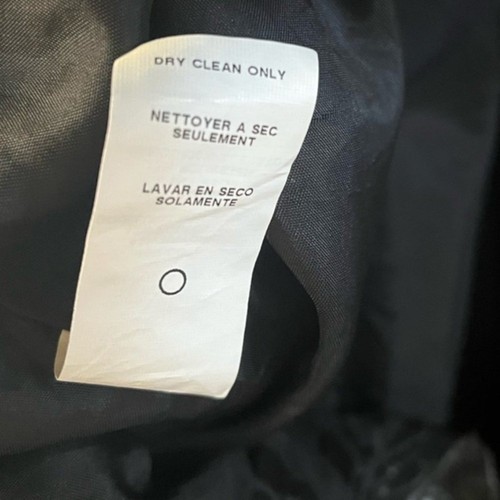 DRY CLEAN ONLY
NETTOYER A SEC
SEULEMENT
LAVAR EN SECO
SOLAMENTE